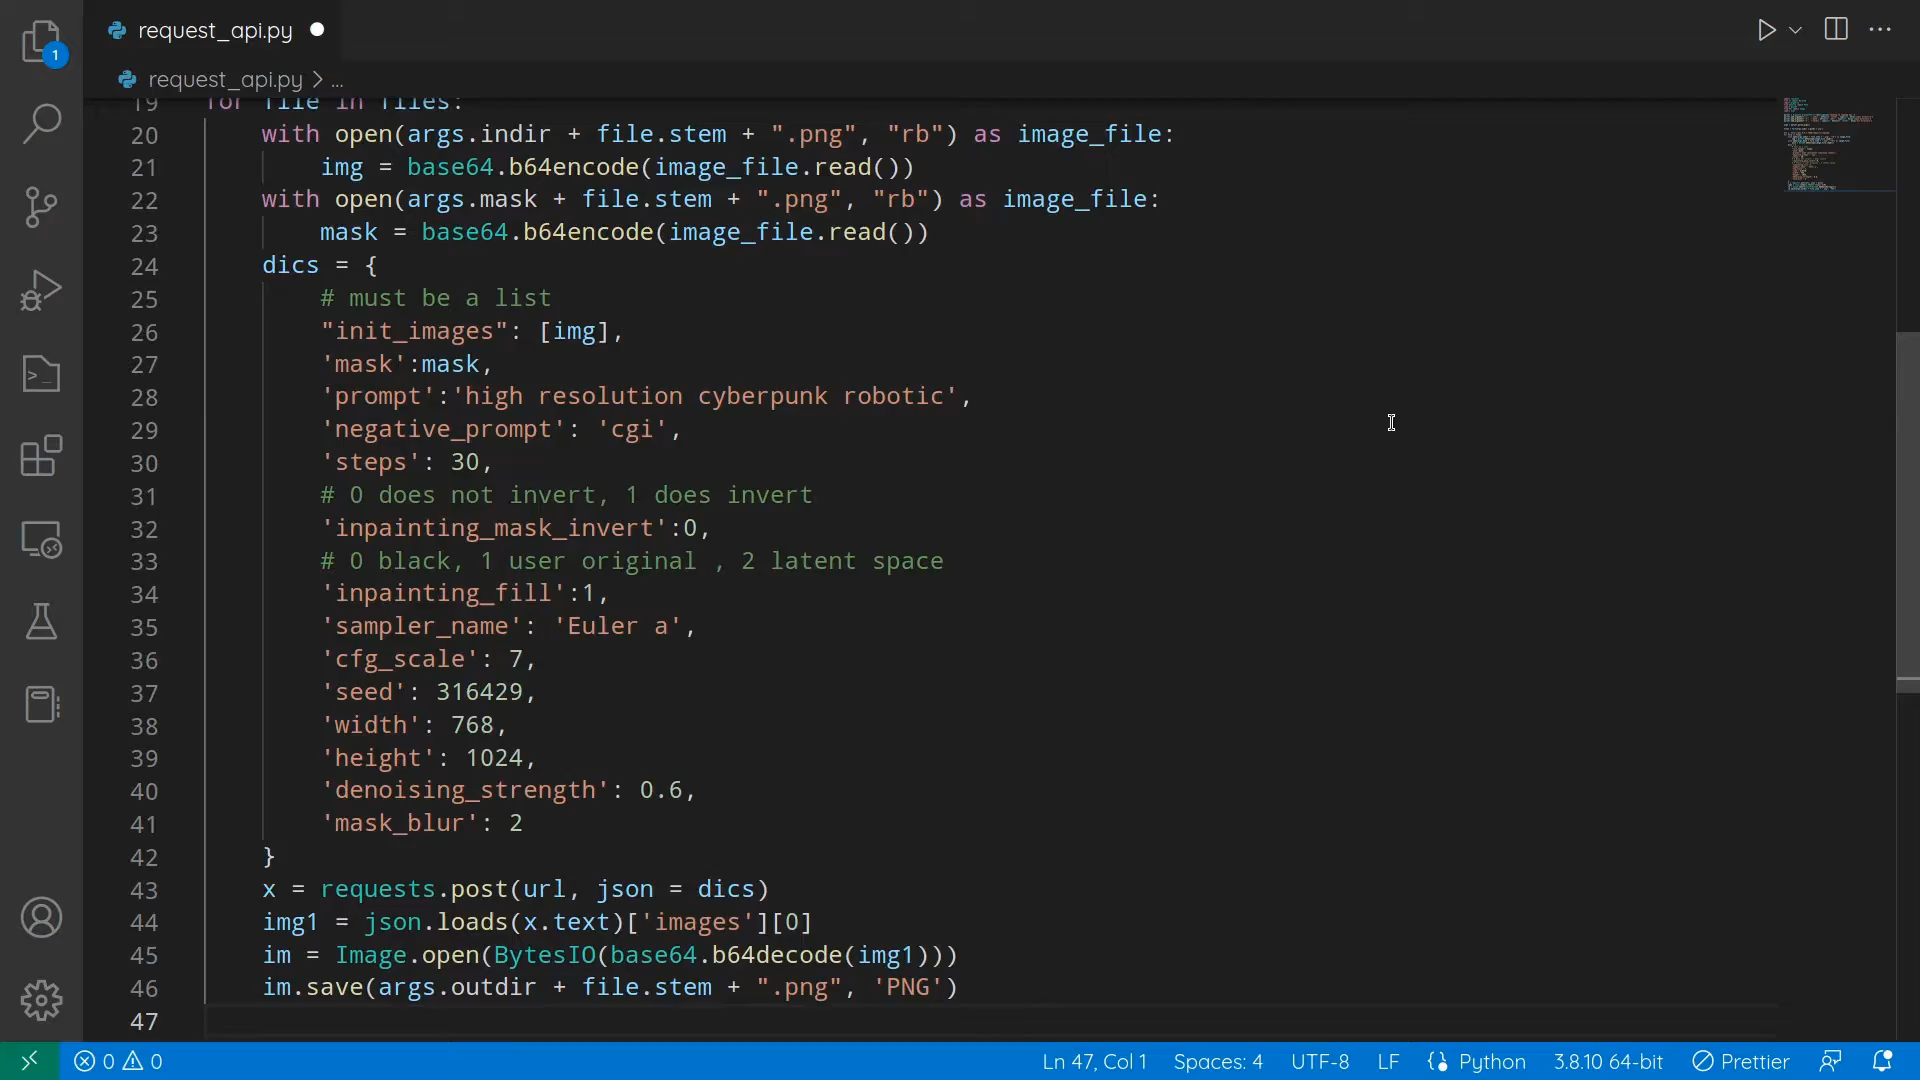 1
request_api.py
request_api.py > ...
19 for file in files:
20 with open(args.indir + file.stem + ".png", "rb") as image_file:
21 img = base64.b64encode(image_file.read())
22 with open(args.mask + file.stem + ".png", "rb") as image_file:
23 mask = base64.b64encode(image_file.read())
24 dics = {
25 # must be a list
26 "init_images": [img],
27 'mask':mask,
28 'prompt':'high resolution cyberpunk robotic',
29 'negative_prompt': 'cgi',
30 'steps': 30,
31 # 0 does not invert, 1 does invert
32 'inpainting_mask_invert':0,
33 # 0 black, 1 user original , 2 latent space
34 'inpainting_fill':1,
35 'sampler_name': 'Euler a',
36 'cfg_scale': 7,
37 'seed': 316429,
38 'width': 768,
39 'height': 1024,
40 'denoising_strength': 0.6,
41 'mask_blur': 2
42 }
43 x = requests.post(url, json = dics)
44 img1 = json.loads(x.text)['images'][0]
45 im = Image.open(BytesIO(base64.b64decode(img1)))
46 im.save(args.outdir + file.stem + ".png", 'PNG')
47
0 0 Ln 47, Col 1 Spaces: 4 UTF-8 LF Python 3.8.10 64-bit Prettier